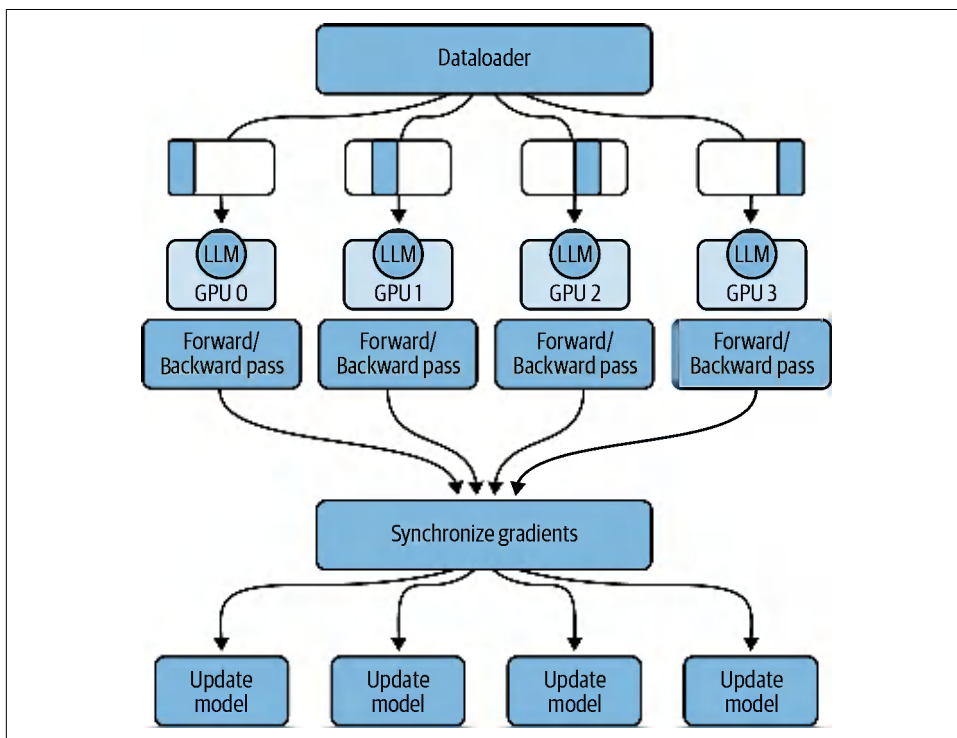 Dataloader
LLM
GPU 0
LLM
GPU 1
LLM
GPU 2
LLM
GPU 3
Forward/
Backward pass
Forward/
Backward pass
Forward/
Backward pass
Forward/
Backward pass
Synchronize gradients
Update
model
Update
model
Update
model
Update
model